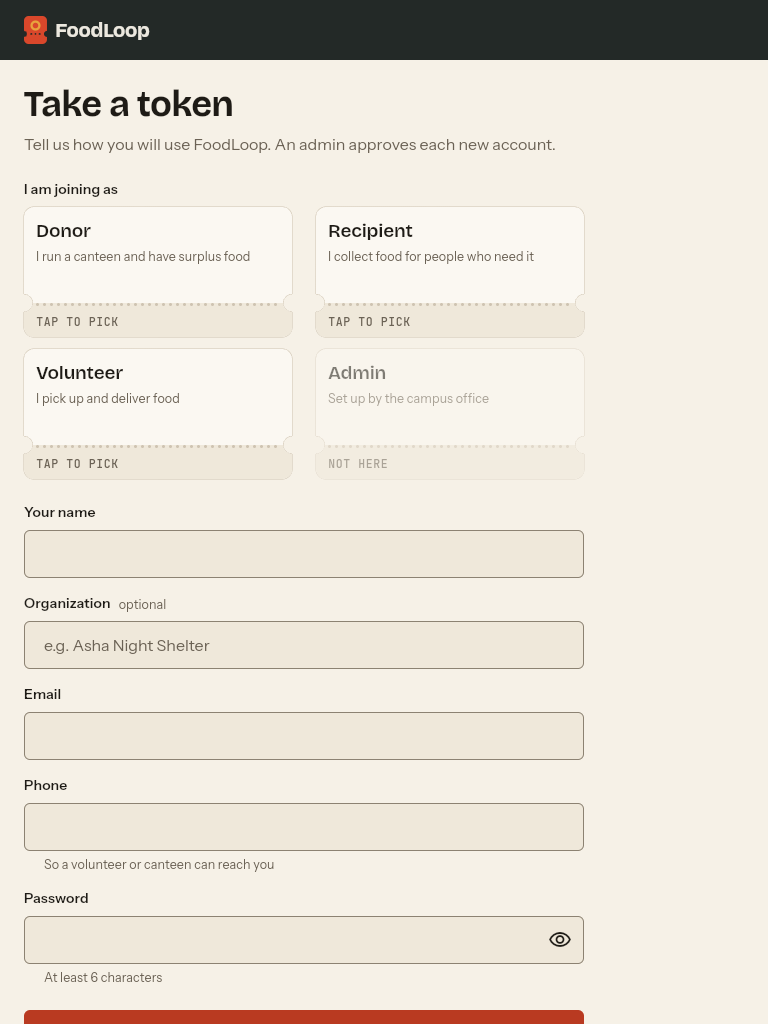 FoodLoop
Take a token
Tell us how you will use FoodLoop. An admin approves each new account.
I am joining as
Donor
I run a canteen and have surplus food
TAP TO PICK
Recipient
I collect food for people who need it
TAP TO PICK
Volunteer
I pick up and deliver food
TAP TO PICK
Admin
Set up by the campus office
NOT HERE
Your name
Organization optional
e.g. Asha Night Shelter
Email
Phone
So a volunteer or canteen can reach you
Password
At least 6 characters